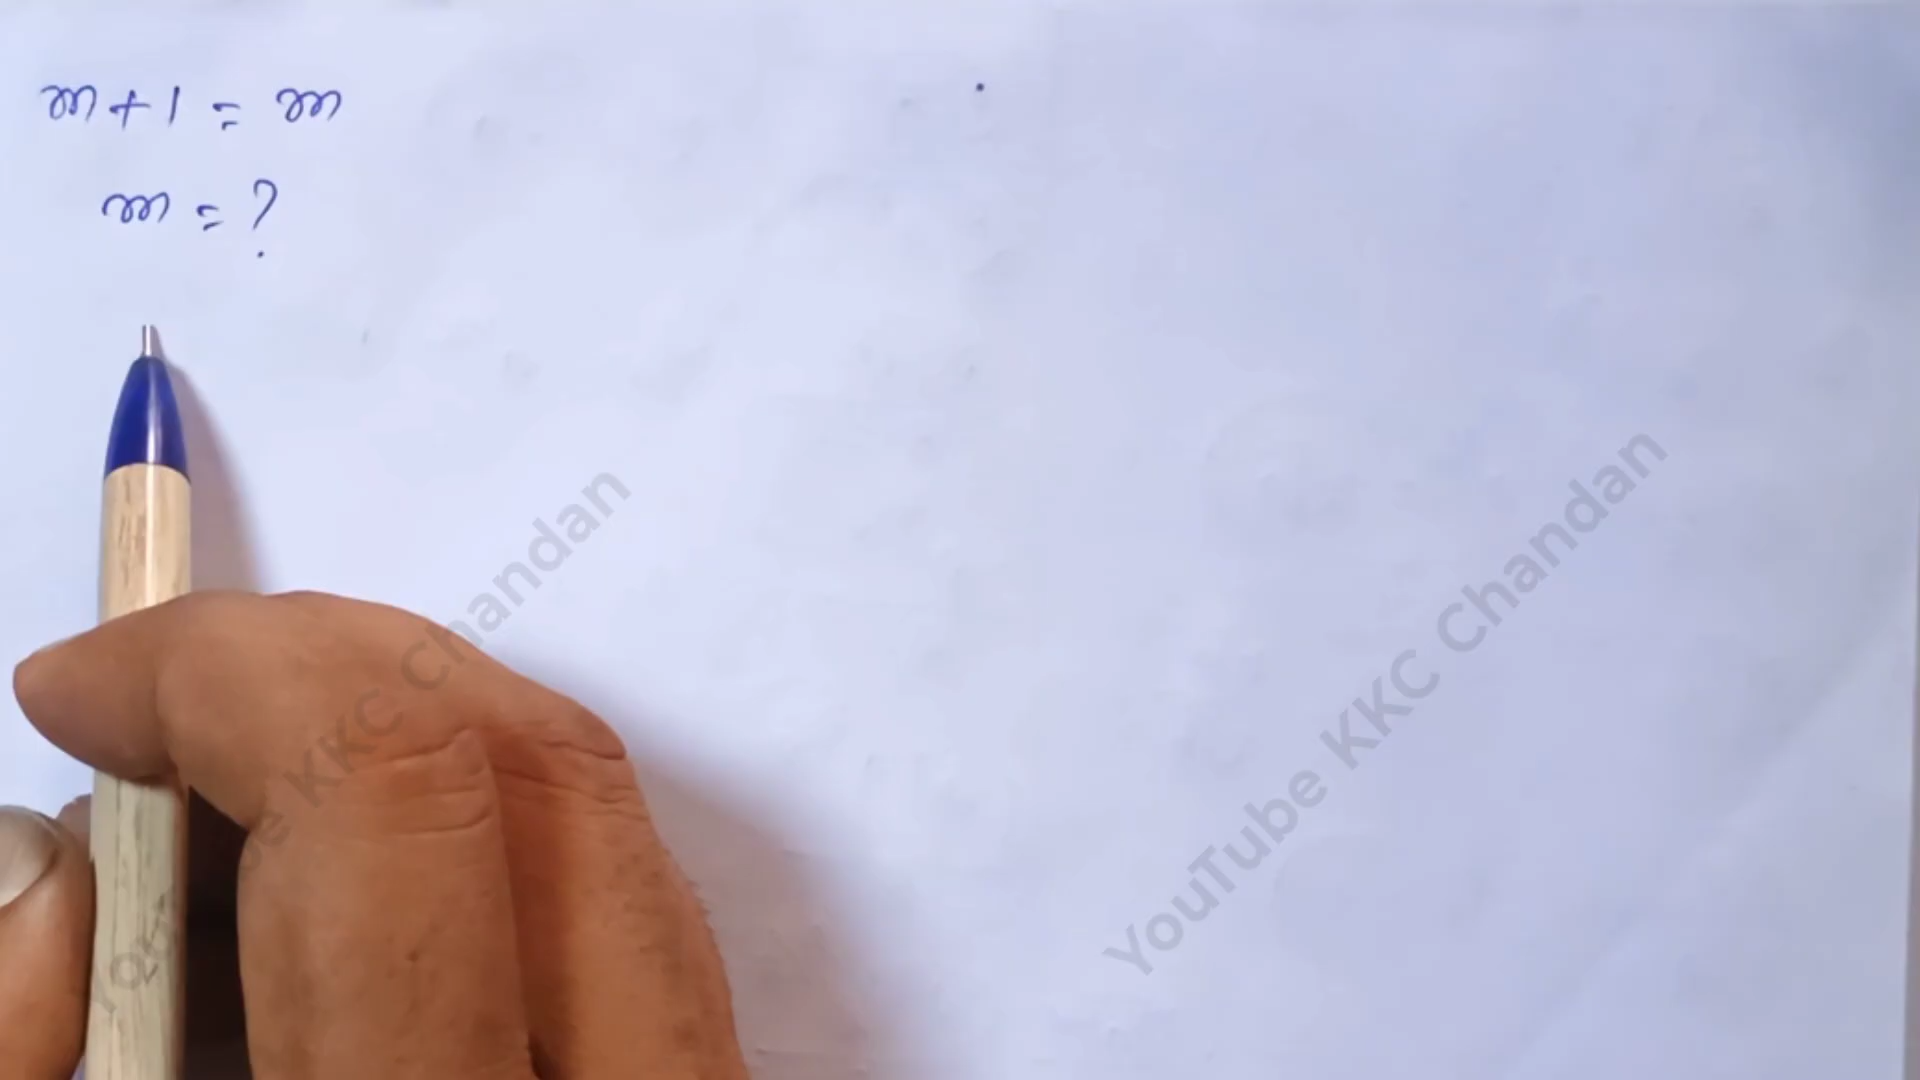 m+1 = m
m = ?
YouTube KKC Chandan
YouTube KKC Chandan